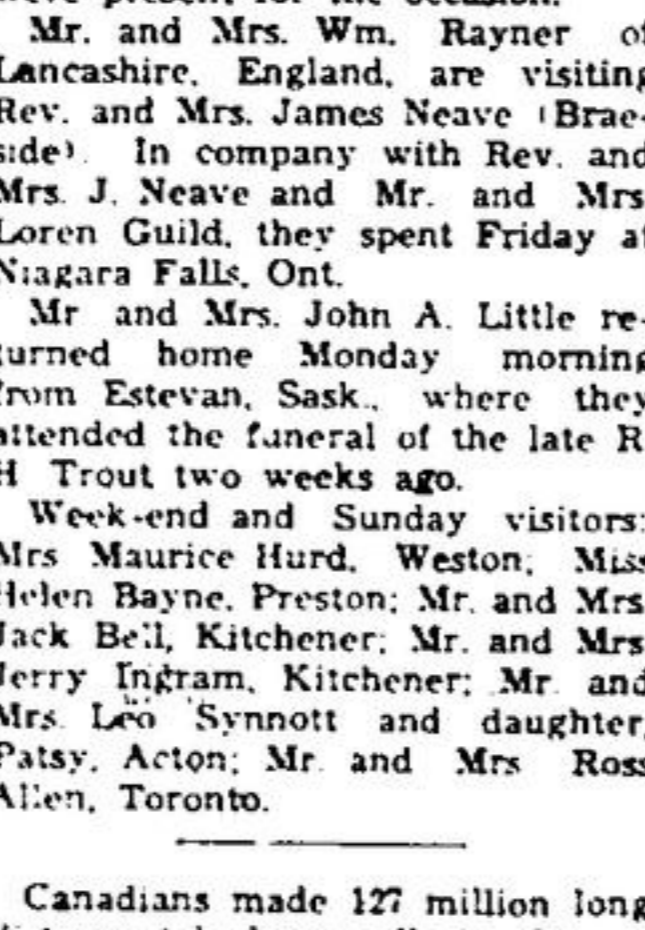 present, for the occasion.
Mr. and Mrs. Wm. Rayner of
Lancashire, England, are visiting
Rev. and Mrs. James Neave (Brae-
side). In company with Rev. and
Mrs. J. Neave and Mr. and Mrs.
Loren Guild, they spent Friday at
Niagara Falls, Ont.
Mr and Mrs. John A. Little re-
turned home Monday morning
from Estevan, Sask., where they
attended the funeral of the late R.
H Trout two weeks ago.
Week-end and Sunday visitors:
Mrs Maurice Hurd, Weston; Miss
Helen Bayne, Preston; Mr. and Mrs.
Jack Bell, Kitchener; Mr. and Mrs.
Jerry Ingram, Kitchener; Mr. and
Mrs. Leo Synnott and daughter,
Patsy, Acton; Mr. and Mrs Ross
Allen, Toronto.
Canadians made 127 million long